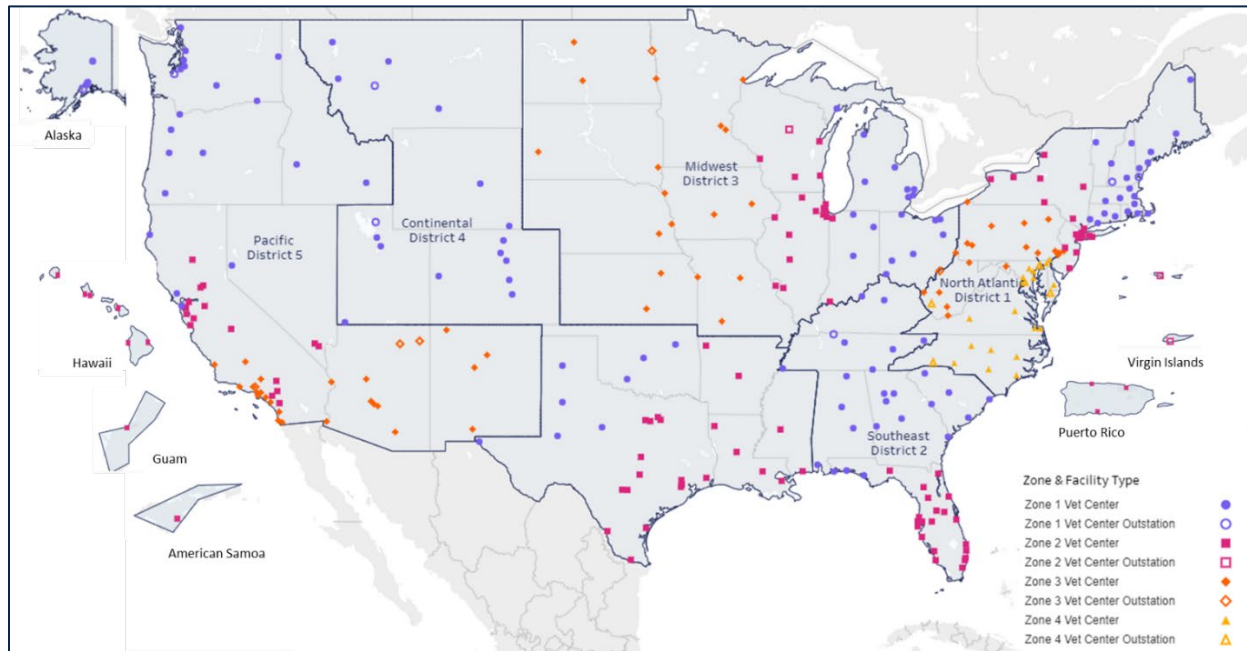 Alaska
Midwest
District 3
Continental
District 4
Pacific
District 5
North Atlantic
District 1
Hawaii
Virgin Islands
Puerto Rico
Southeast
District 2
Guam
American Samoa
Zone & Facility Type
Zone 1 Vet Center
Zone 1 Vet Center Outstation
Zone 2 Vet Center
Zone 2 Vet Center Outstation
Zone 3 Vet Center
Zone 3 Vet Center Outstation
Zone 4 Vet Center
Zone 4 Vet Center Outstation